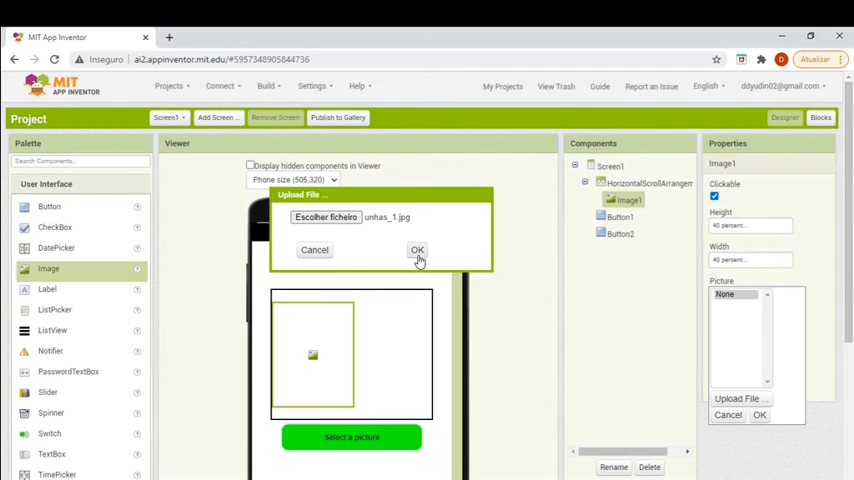 MIT App Inventor
Inseguro
ai2.appinventor.mit.edu/#5957348905844736
D
Atualizar
MIT
APP INVENTOR
Projects
Connect
Build
Settings
Help
My Projects
View Trash
Guide
Report an Issue
English
ddyudin02@gmail.com
Project
Screen1
Add Screen ...
Remove Screen
Publish to Gallery
Designer
Blocks
Palette
Viewer
Components
Properties
Search Components...
User Interface
Button
CheckBox
DatePicker
Image
Label
ListPicker
ListView
Notifier
PasswordTextBox
Slider
Spinner
Switch
TextBox
TimePicker
Display hidden components in Viewer
Phone size (505,320)
Upload File ...
Escolher ficheiro
unhas_1.jpg
Cancel
OK
Select a picture
Screen1
HorizontalScrollArrangem
Image1
Button1
Button2
Rename
Delete
Image1
Clickable
Height
40 percent...
Width
40 percent...
Picture
None
Upload File ...
Cancel
OK